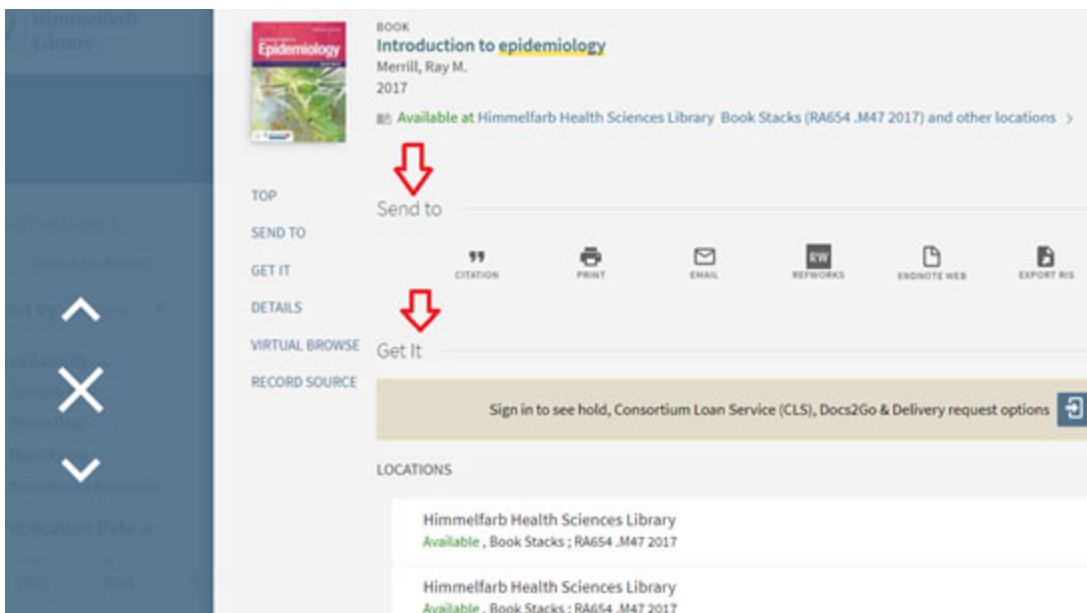 Himmelfarb
Library
Epidemiology
BOOK
Introduction to epidemiology
Merrill, Ray M.
2017
Available at Himmelfarb Health Sciences Library Book Stacks (RA654 .M47 2017) and other locations >
TOP
SEND TO
GET IT
DETAILS
VIRTUAL BROWSE
RECORD SOURCE
Send to
CITATION
PRINT
EMAIL
RW
REFWORKS
ENDNOTE WEB
EXPORT RIS
Get It
Sign in to see hold, Consortium Loan Service (CLS), Docs2Go & Delivery request options
LOCATIONS
Himmelfarb Health Sciences Library
Available , Book Stacks ; RA654 .M47 2017
Himmelfarb Health Sciences Library
Available , Book Stacks ; RA654 .M47 2017
Publication Date